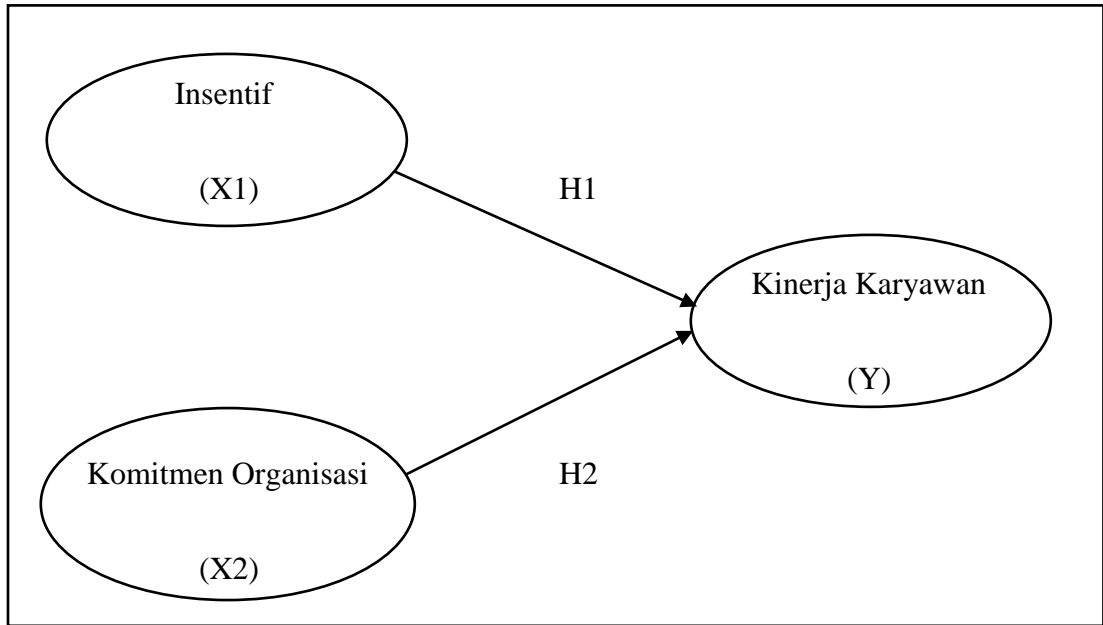 Insentif
(X1)
H1
Kinerja Karyawan
(Y)
Komitmen Organisasi
(X2)
H2